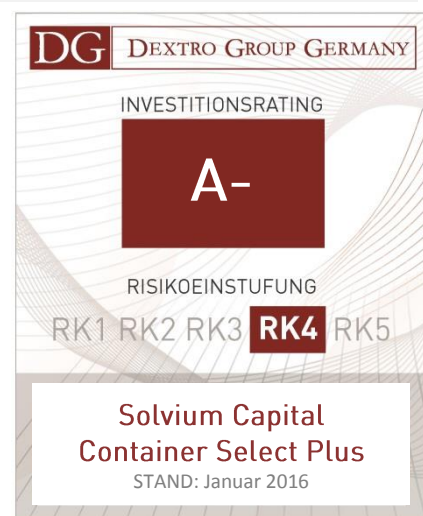 DG DEXTRO GROUP GERMANY
INVESTITIONSRATING
A-
RISIKOEINSTUFUNG
RK1 RK2 RK3 RK4 RK5
Solvium Capital
Container Select Plus
STAND: Januar 2016